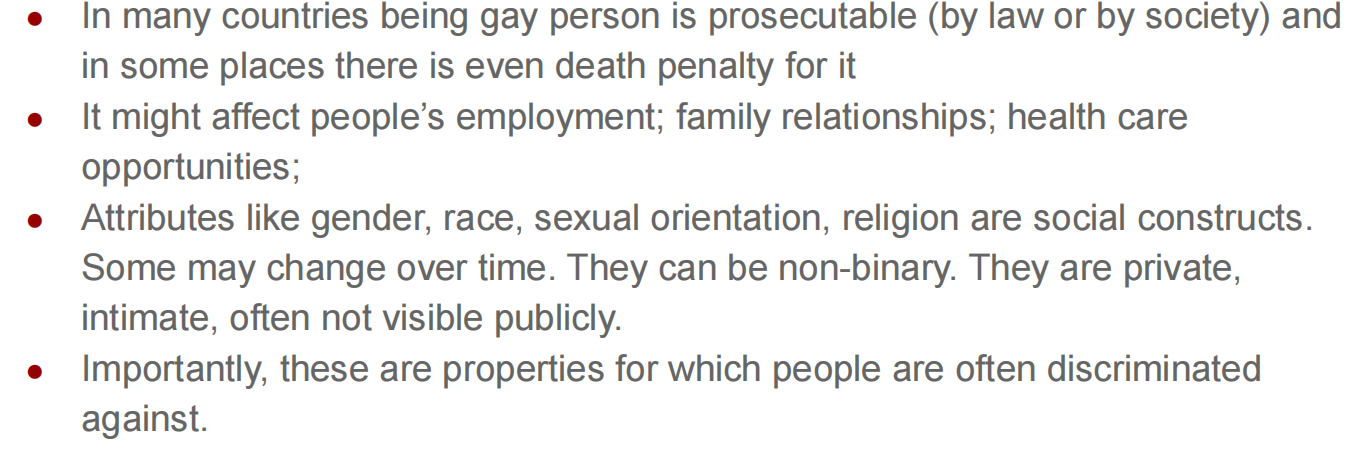 ● In many countries being gay person is prosecutable (by law or by society) and
in some places there is even death penalty for it
● It might affect people’s employment; family relationships; health care
opportunities;
● Attributes like gender, race, sexual orientation, religion are social constructs.
Some may change over time. They can be non-binary. They are private,
intimate, often not visible publicly.
● Importantly, these are properties for which people are often discriminated
against.